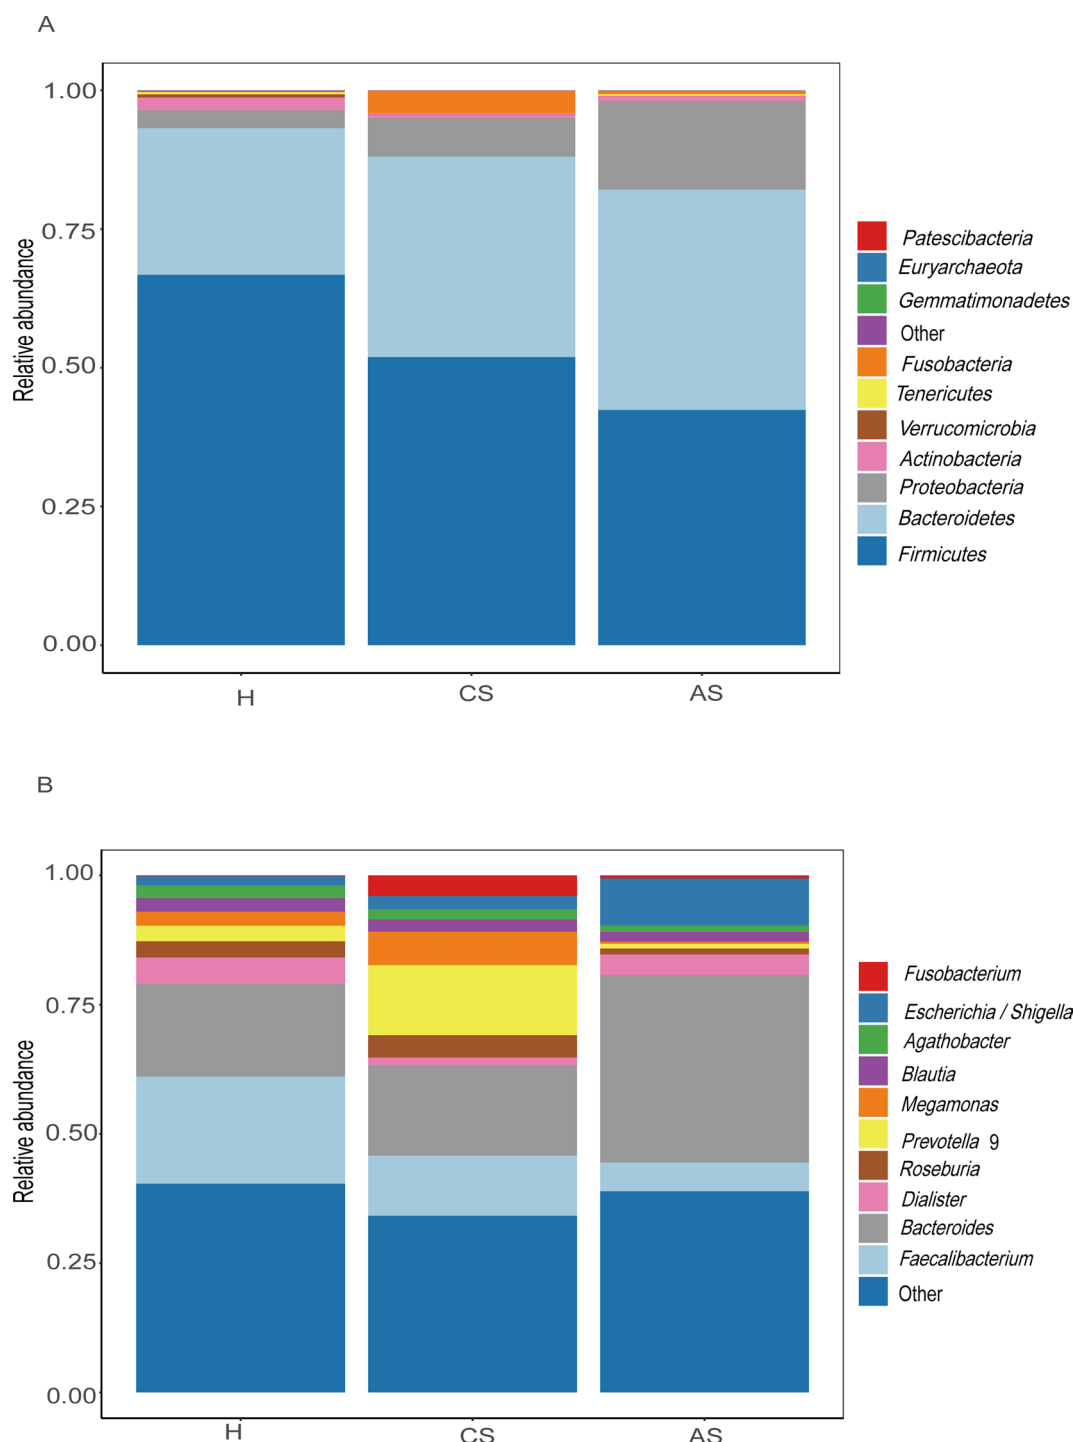 A
Relative abundance
1.00
0.75
0.50
0.25
0.00
H
CS
AS
Patescibacteria
Euryarchaeota
Gemmatimonadetes
Other
Fusobacteria
Tenericutes
Verrucomicrobia
Actinobacteria
Proteobacteria
Bacteroidetes
Firmicutes
B
Relative abundance
1.00
0.75
0.50
0.25
0.00
H
CS
AS
Fusobacterium
Escherichia / Shigella
Agathobacter
Blautia
Megamonas
Prevotella 9
Roseburia
Dialister
Bacteroides
Faecalibacterium
Other